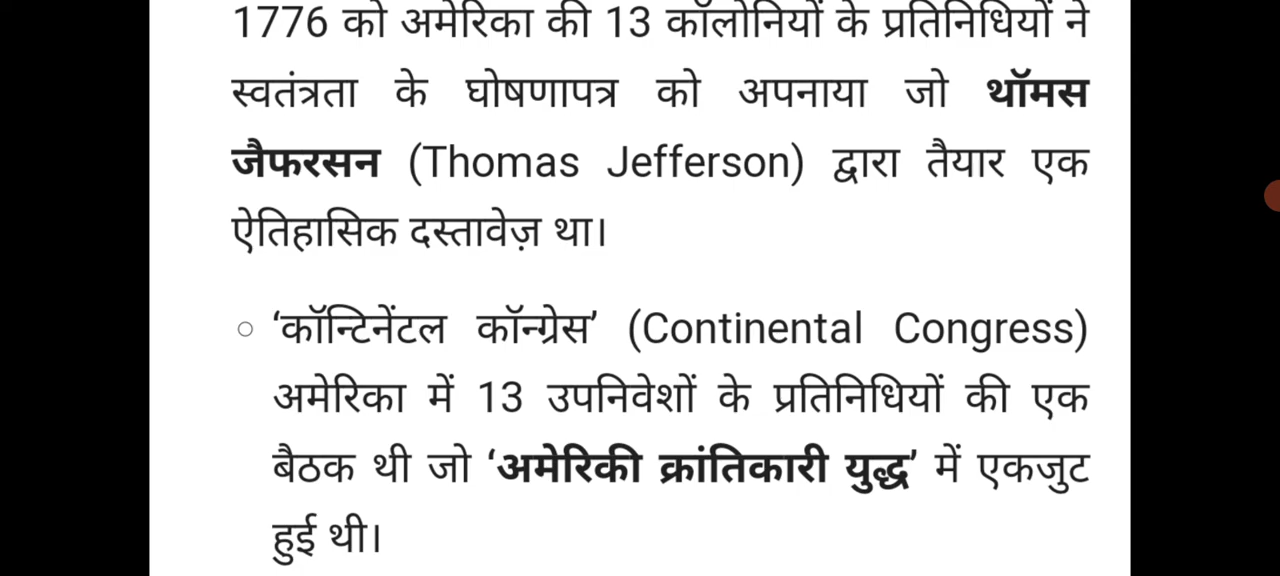 1776 को अमेरिका की 13 कॉलोनियों के प्रतिनिधियों ने
स्वतंत्रता के घोषणापत्र को अपनाया जो थॉमस
जैफरसन (Thomas Jefferson) द्वारा तैयार एक
ऐतिहासिक दस्तावेज़ था।
‘कॉन्टिनेंटल कॉन्ग्रेस’ (Continental Congress)
अमेरिका में 13 उपनिवेशों के प्रतिनिधियों की एक
बैठक थी जो ‘अमेरिकी क्रांतिकारी युद्ध’ में एकजुट
हुई थी।